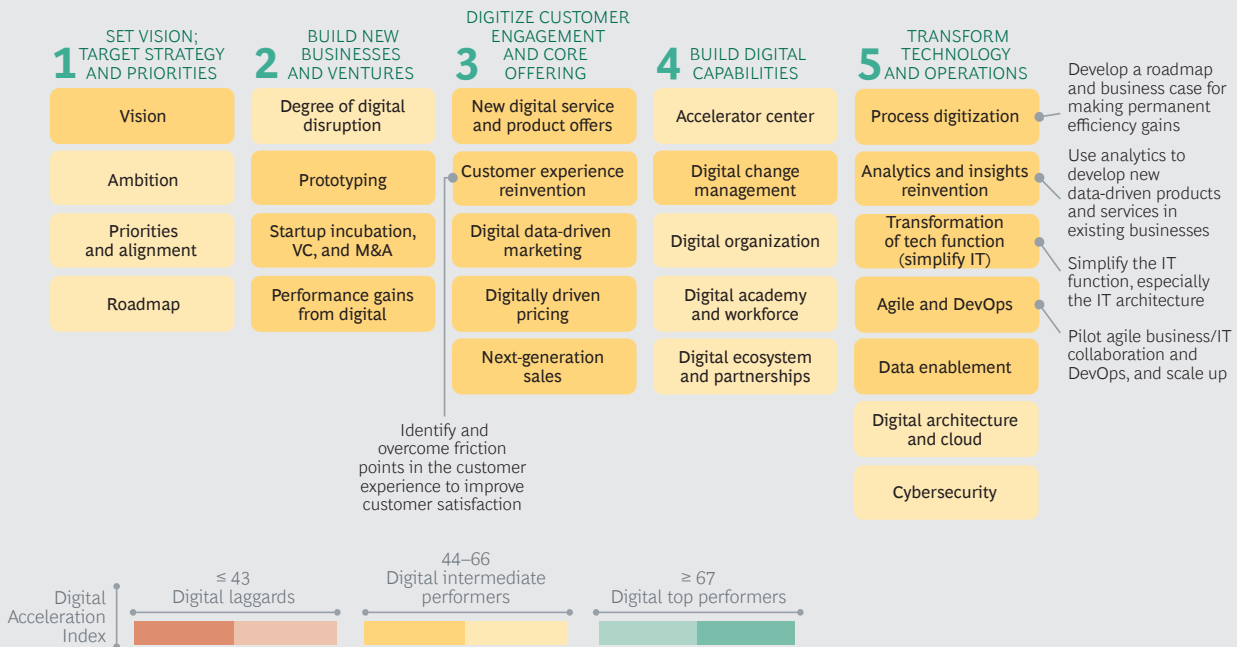 SET VISION;
TARGET STRATEGY
1 AND PRIORITIES
Vision
Ambition
Priorities
and alignment
Roadmap
BUILD NEW
BUSINESSES
2 AND VENTURES
Degree of digital
disruption
Prototyping
Startup incubation,
VC, and M&A
Performance gains
from digital
DIGITIZE CUSTOMER
ENGAGEMENT
AND CORE
3 OFFERING
New digital service
and product offers
Customer experience
reinvention
Digital data-driven
marketing
Digitally driven
pricing
Next-generation
sales
Identify and
overcome friction
points in the customer
experience to improve
customer satisfaction
BUILD DIGITAL
4 CAPABILITIES
Accelerator center
Digital change
management
Digital organization
Digital academy
and workforce
Digital ecosystem
and partnerships
TRANSFORM
TECHNOLOGY
5 AND OPERATIONS
Process digitization
Analytics and insights
reinvention
Transformation
of tech function
(simplify IT)
Agile and DevOps
Data enablement
Digital architecture
and cloud
Cybersecurity
Develop a roadmap
and business case for
making permanent
efficiency gains
Use analytics to
develop new
data-driven products
and services in
existing businesses
Simplify the IT
function, especially
the IT architecture
Pilot agile business/IT
collaboration and
DevOps, and scale up
Digital
Acceleration
Index
≤ 43
Digital laggards
44–66
Digital intermediate
performers
≥ 67
Digital top performers